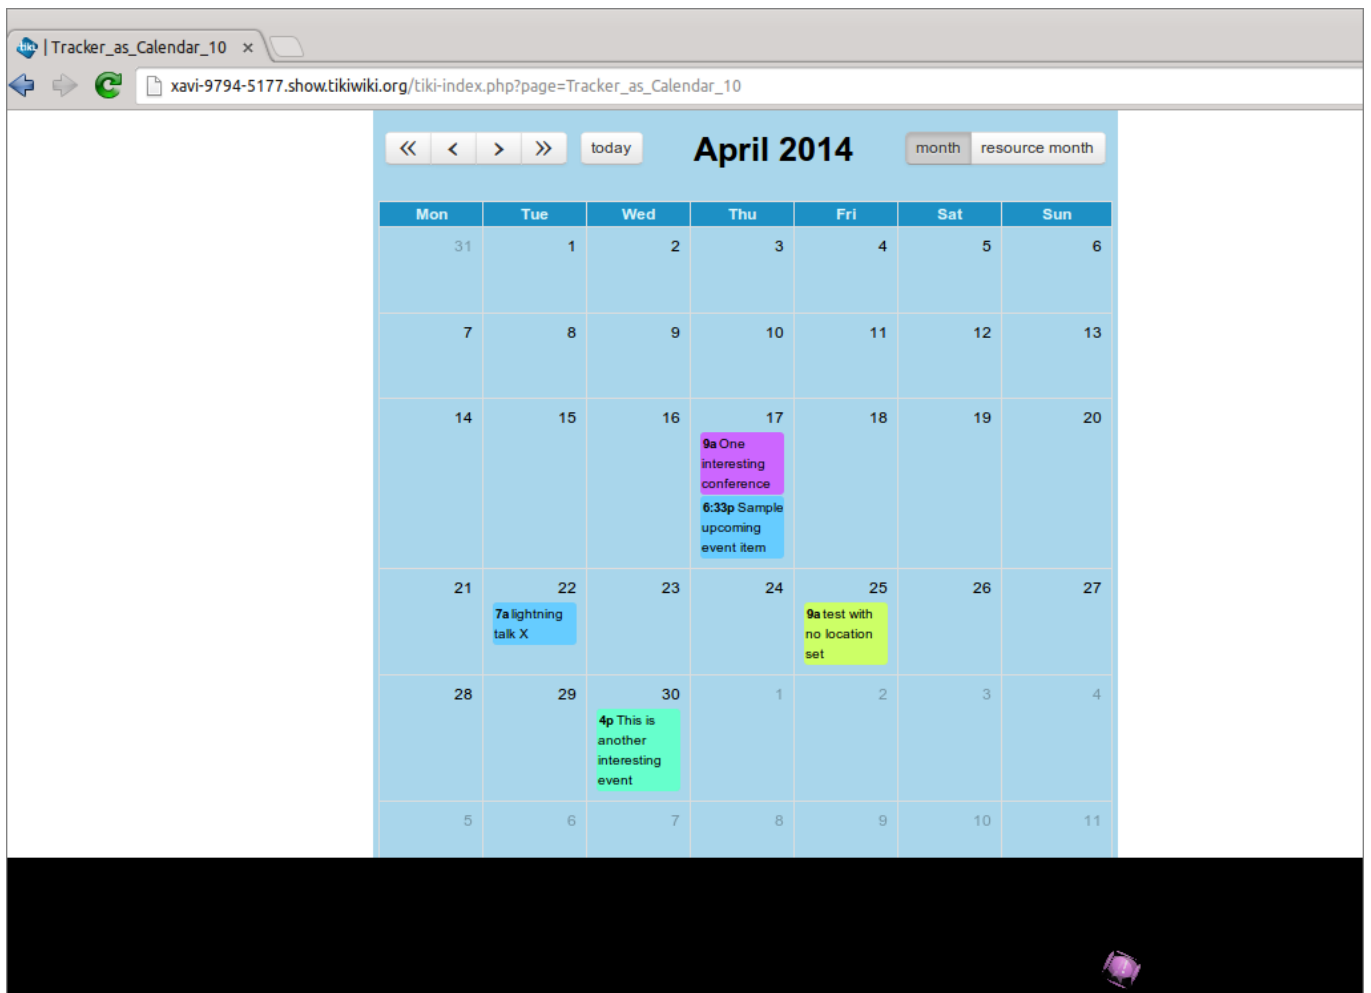 | Tracker_as_Calendar_10 ×
xavi-9794-5177.show.tikiwiki.org/tiki-index.php?page=Tracker_as_Calendar_10
« < > » today April 2014 month resource month
Mon Tue Wed Thu Fri Sat Sun
31 1 2 3 4 5 6
7 8 9 10 11 12 13
14 15 16 17 18 19 20
9a One
interesting
conference
6:33p Sample
upcoming
event item
21 22 23 24 25 26 27
7a lightning
talk X
9a test with
no location
set
28 29 30 1 2 3 4
4p This is
another
interesting
event
5 6 7 8 9 10 11